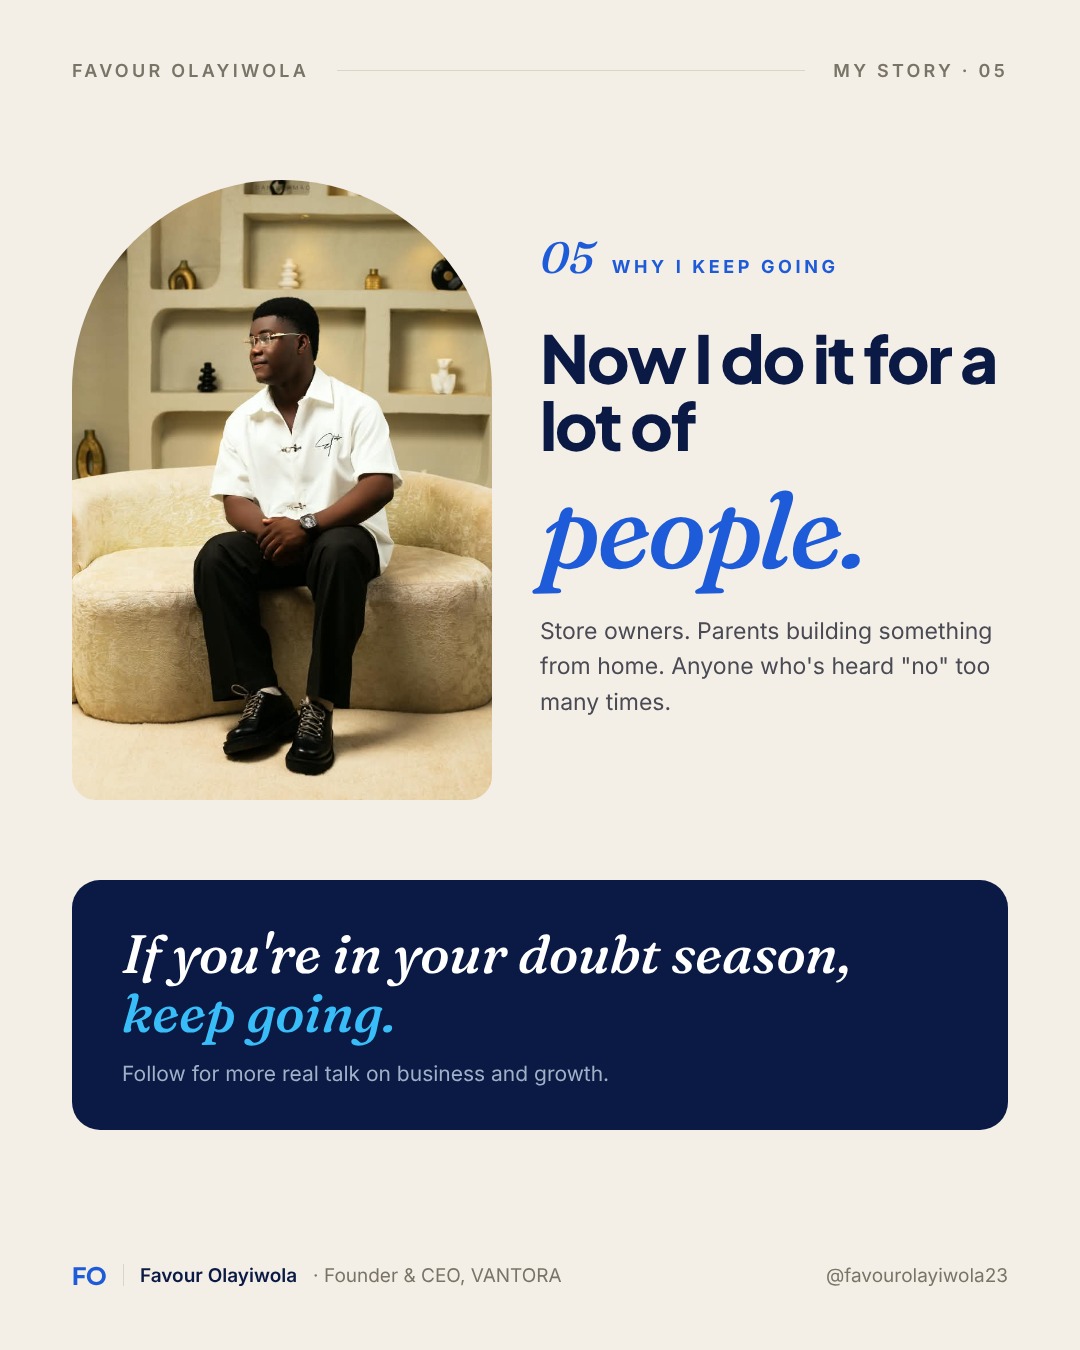 FAVOUR OLAYIWOLA
MY STORY · 05
05 WHY I KEEP GOING
Now I do it for a
lot of
people.
Store owners. Parents building something
from home. Anyone who's heard "no" too
many times.
If you're in your doubt season,
keep going.
Follow for more real talk on business and growth.
FO Favour Olayiwola · Founder & CEO, VANTORA
@favourolayiwola23